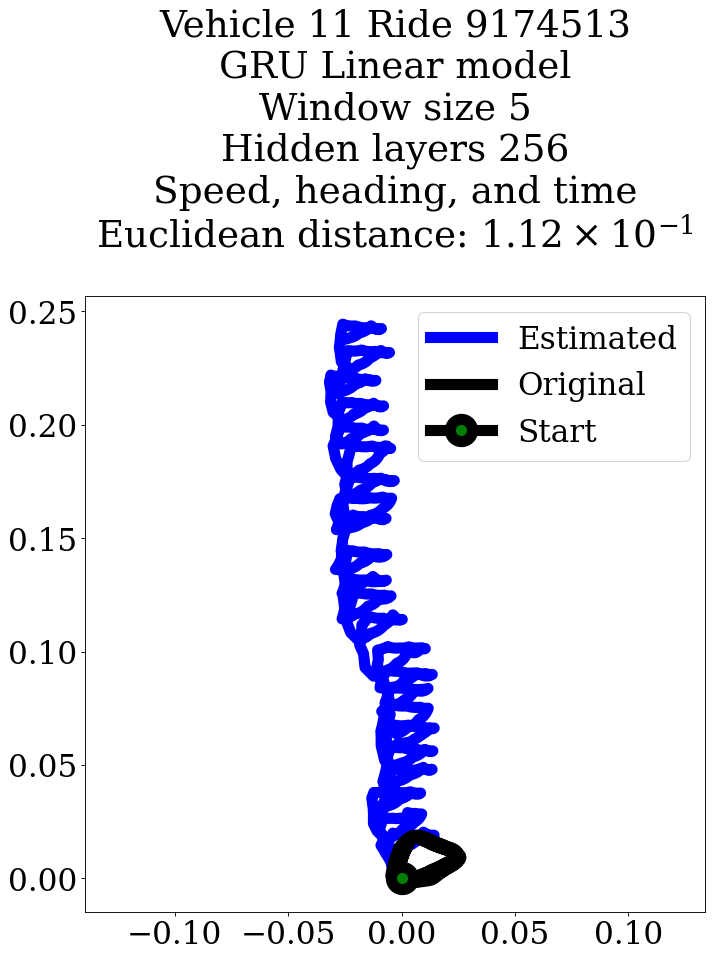 Vehicle 11 Ride 9174513
GRU Linear model
Window size 5
Hidden layers 256
Speed, heading, and time
Euclidean distance: 1.12 × 10⁻¹
0.25
0.20
0.15
0.10
0.05
0.00
Estimated
Original
Start
−0.10 −0.05 0.00 0.05 0.10